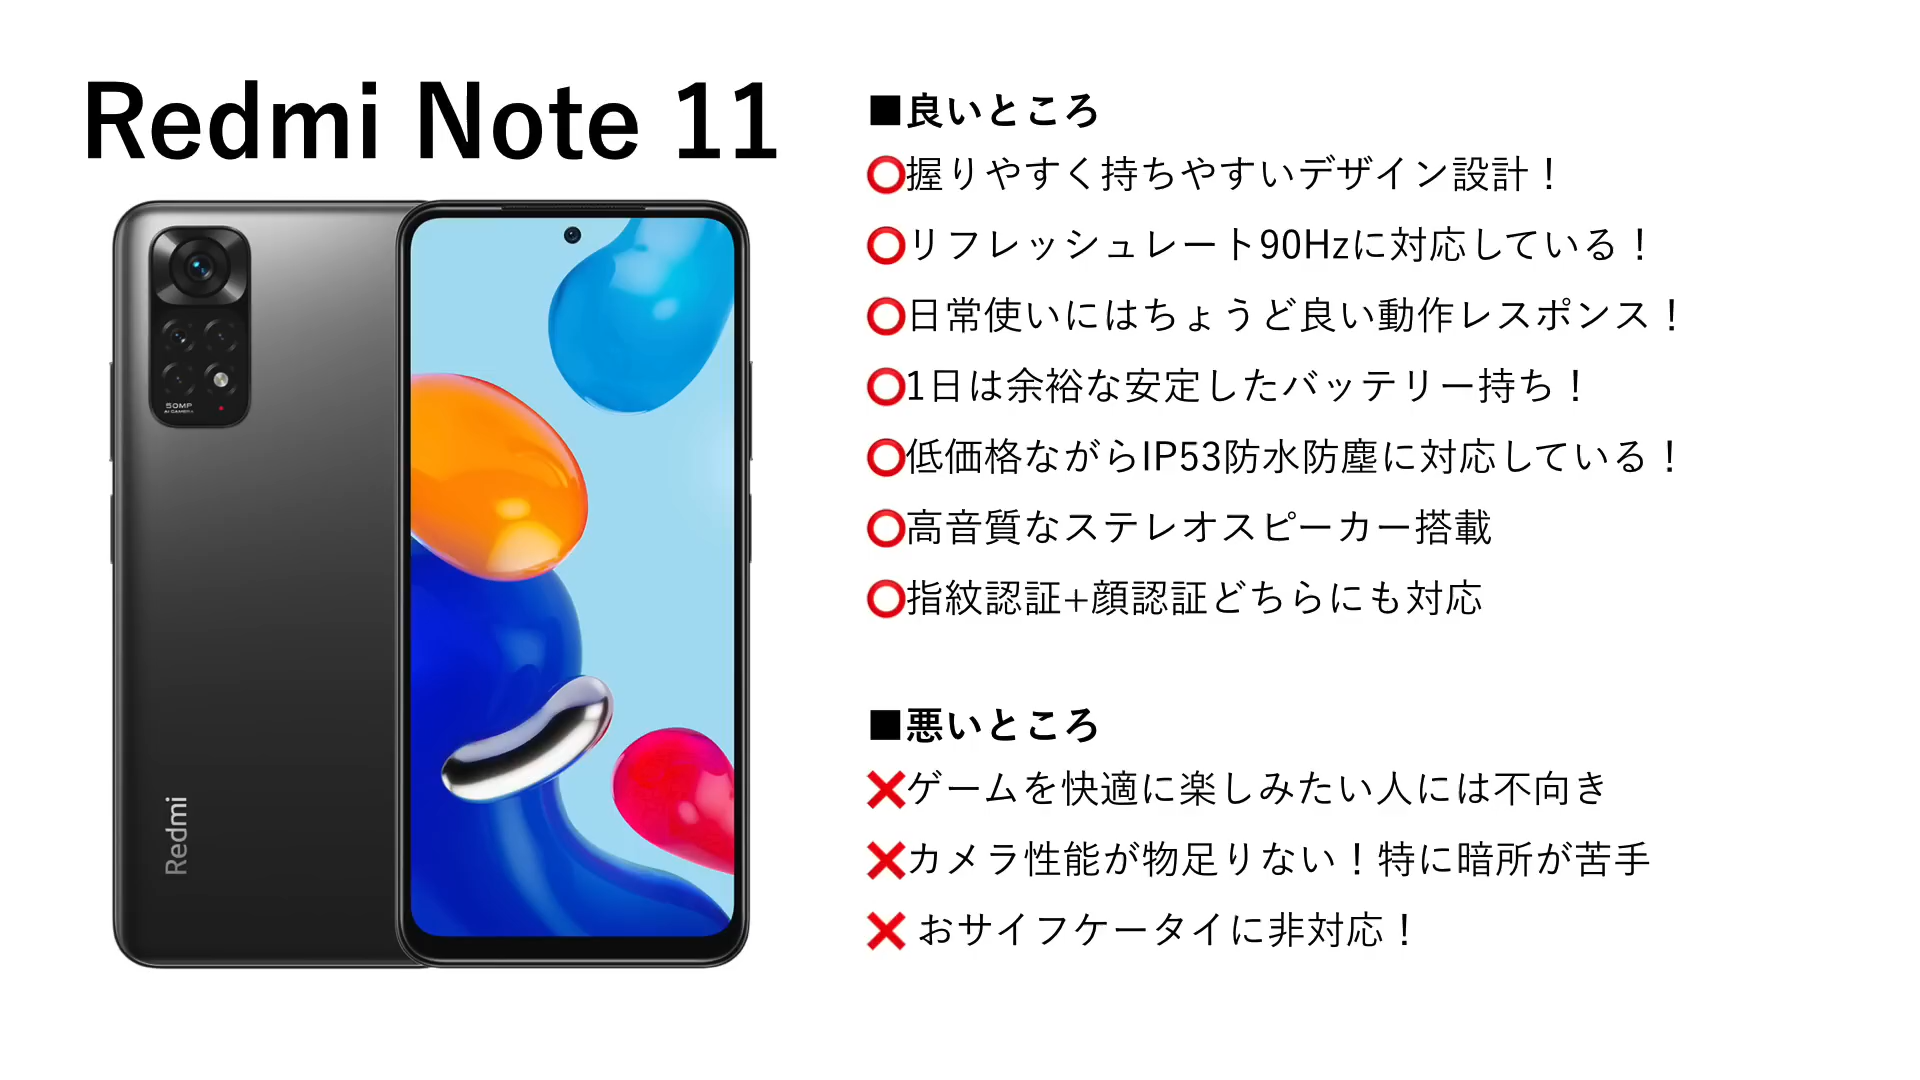 Redmi Note 11
50MP
AI CAMERA
Redmi
■良いところ
⭕握りやすく持ちやすいデザイン設計！
⭕リフレッシュレート90Hzに対応している！
⭕日常使いにはちょうど良い動作レスポンス！
⭕1日は余裕な安定したバッテリー持ち！
⭕低価格ながらIP53防水防塵に対応している！
⭕高音質なステレオスピーカー搭載
⭕指紋認証+顔認証どちらにも対応
■悪いところ
❌ゲームを快適に楽しみたい人には不向き
❌カメラ性能が物足りない！特に暗所が苦手
❌ おサイフケータイに非対応！